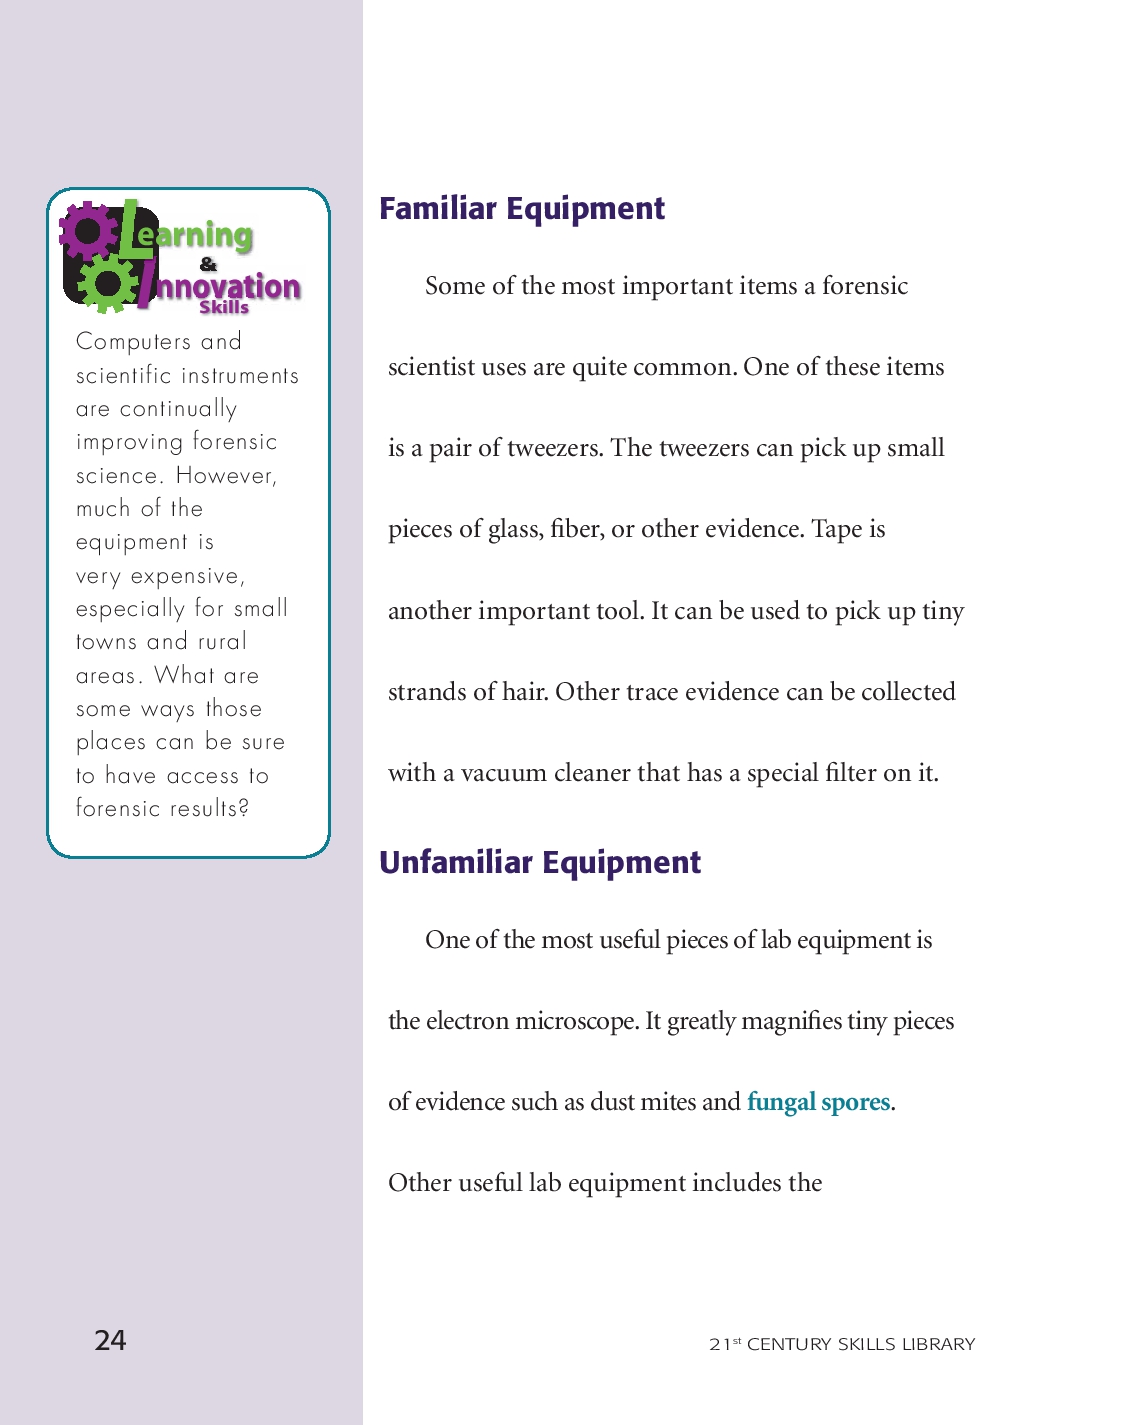 Learning
&
Innovation
Skills
Computers and
scientific instruments
are continually
improving forensic
science. However,
much of the
equipment is
very expensive,
especially for small
towns and rural
areas. What are
some ways those
places can be sure
to have access to
forensic results?
Familiar Equipment
Some of the most important items a forensic
scientist uses are quite common. One of these items
is a pair of tweezers. The tweezers can pick up small
pieces of glass, fiber, or other evidence. Tape is
another important tool. It can be used to pick up tiny
strands of hair. Other trace evidence can be collected
with a vacuum cleaner that has a special filter on it.
Unfamiliar Equipment
One of the most useful pieces of lab equipment is
the electron microscope. It greatly magnifies tiny pieces
of evidence such as dust mites and fungal spores.
Other useful lab equipment includes the
24
21st CENTURY SKILLS LIBRARY